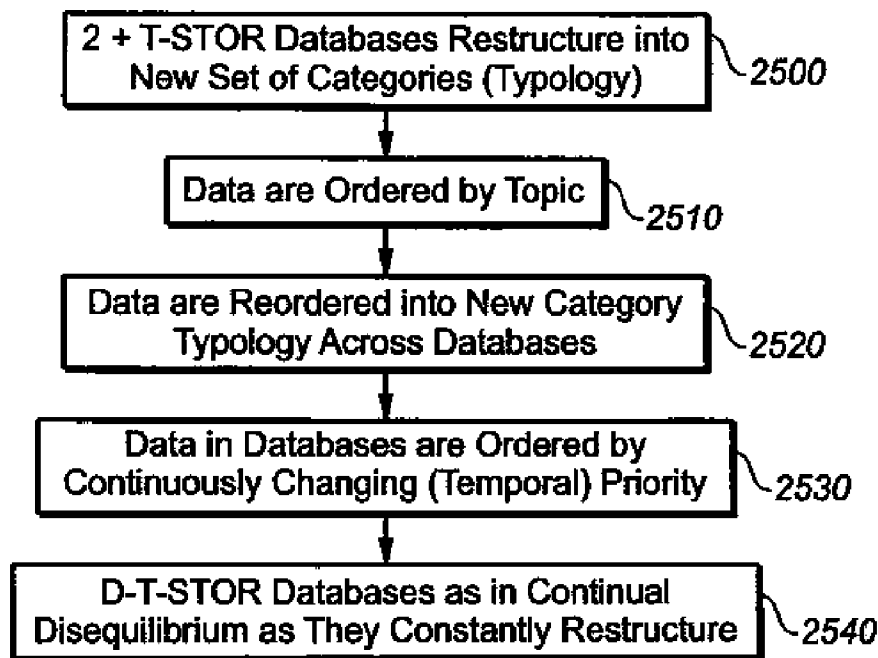 2 + T-STOR Databases Restructure into
New Set of Categories (Typology)
2500
Data are Ordered by Topic
2510
Data are Reordered into New Category
Typology Across Databases
2520
Data in Databases are Ordered by
Continuously Changing (Temporal) Priority
2530
D-T-STOR Databases as in Continual
Disequilibrium as They Constantly Restructure
2540